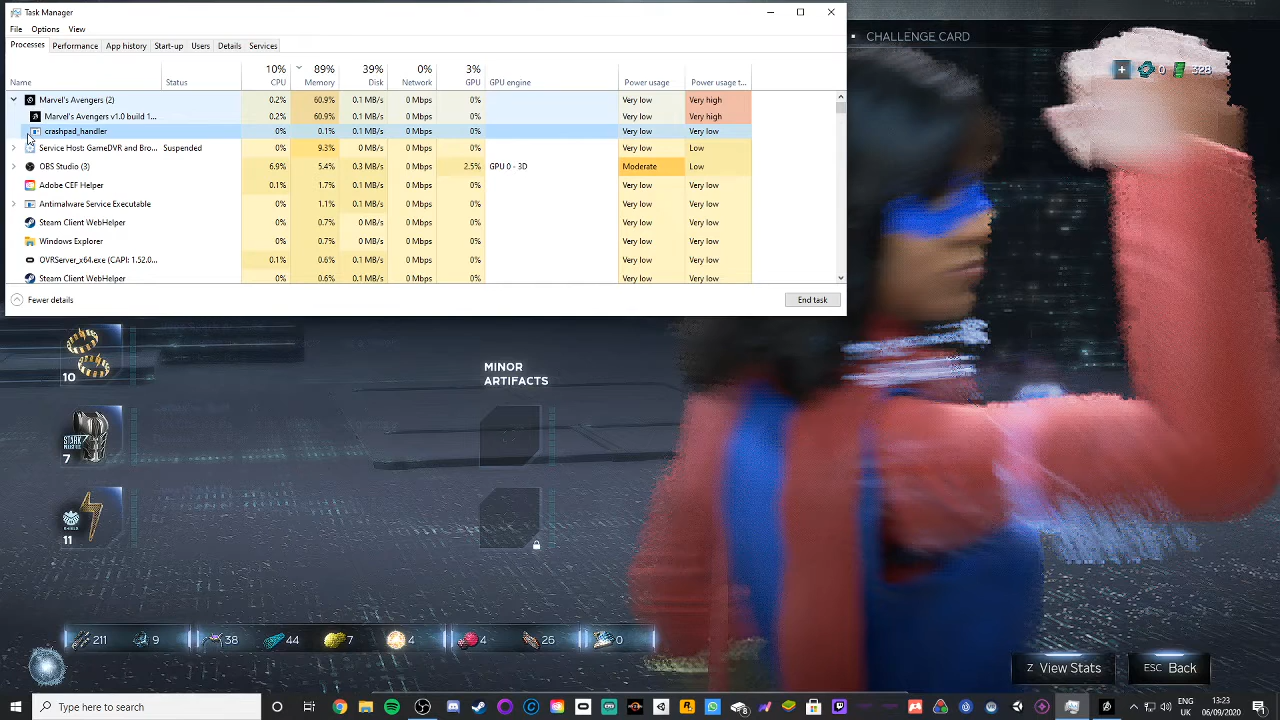 Task Manager
File Options View
Processes Performance App history Start-up Users Details Services
10% 89% 39% 0% 3%
Name Status CPU Memory Disk Network GPU GPU engine Power usage Power usage t...
Marvel's Avengers (2) 0.2% 60.9% 0.1 MB/s 0 Mbps 0% Very low Very high
Marvel's Avengers v1.0 build 1... 0.2% 60.9% 0.1 MB/s 0 Mbps 0% Very low Very high
crashpad_handler 0% 0.1% 0.1 MB/s 0 Mbps 0% Very low Very low
Service Host: GameDVR and Bro... Suspended 0% 9.3% 0 MB/s 0 Mbps 0% Very low Low
OBS Studio (3) 6.9% 5.4% 0.3 MB/s 0 Mbps 2.5% GPU 0 - 3D Moderate Low
Adobe CEF Helper 0.1% 1.7% 0.1 MB/s 0 Mbps 0% Very low Very low
Antimalware Service Executable 0% 1.1% 0.1 MB/s 0 Mbps 0% Very low Very low
Steam Client WebHelper 0% 0.7% 0 MB/s 0 Mbps 0% Very low Very low
Windows Explorer 0% 0.7% 0 MB/s 0 Mbps 0% Very low Very low
OVRServer_x64.exe (CAPI: 1.52.0... 0.1% 0.6% 0.1 MB/s 0 Mbps 0% Very low Very low
Steam Client WebHelper 0% 0.6% 0 MB/s 0 Mbps 0% Very low Very low
Fewer details End task
CHALLENGE CARD
+ 0 328
10
MINOR
ARTIFACTS
STARK
7
SHIELD
11
211 9 38 44 7 4 4 26 0
Z View Stats ESC Back
Type here to search
ENG
UK
13:23
06/09/2020